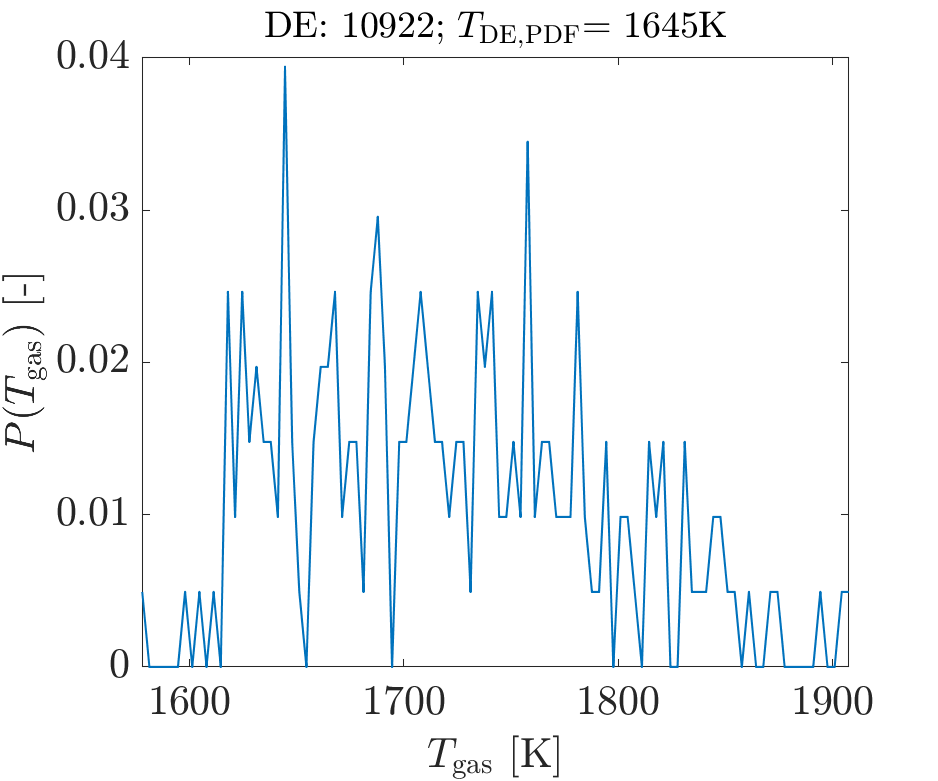 DE: 10922; T_DE,PDF= 1645K
0.04
0.03
0.02
0.01
0
P(T_gas) [-]
1600 1700 1800 1900
T_gas [K]